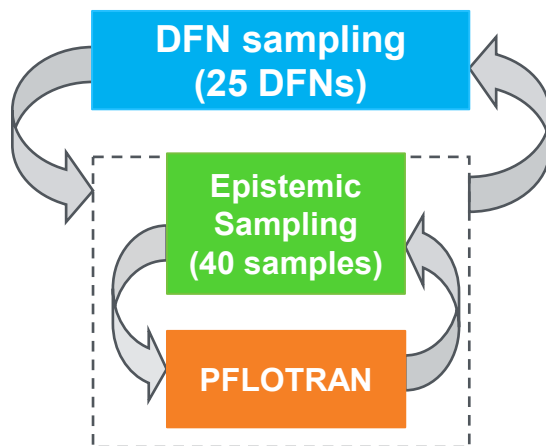 DFN sampling
(25 DFNs)
Epistemic
Sampling
(40 samples)
PFLOTRAN